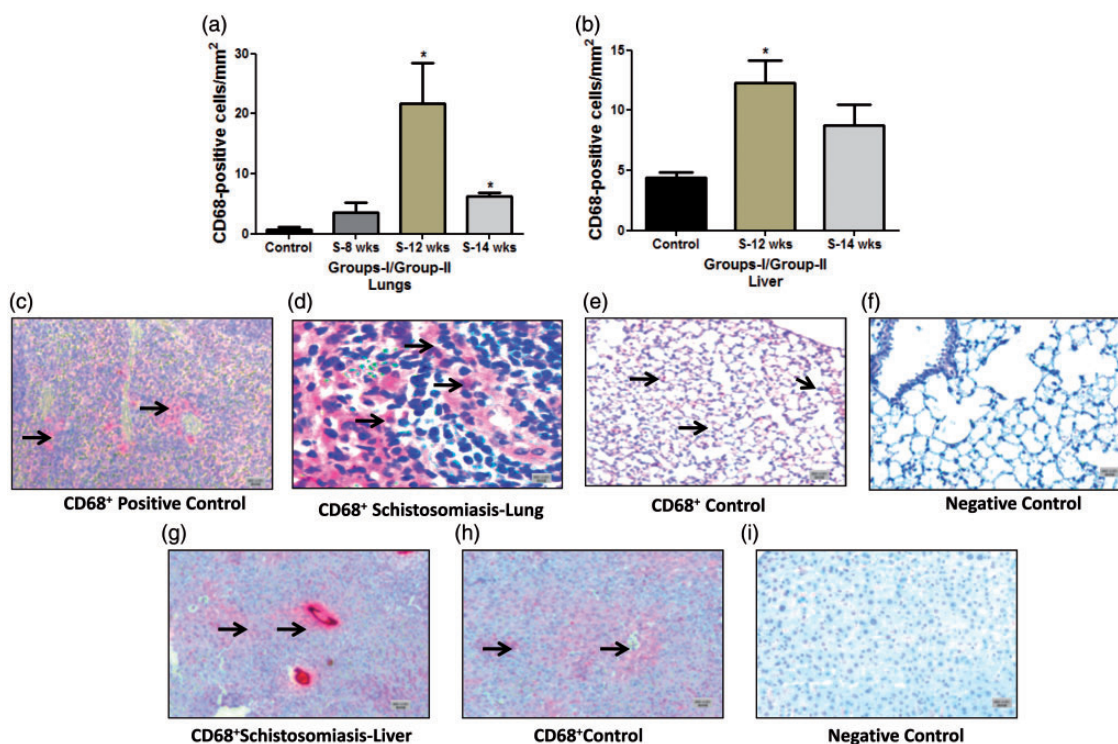 (a)
CD68-positive cells/mm²
30
20
10
0
*
*
Control S-8 wks S-12 wks S-14 wks
Groups-I/Group-II
Lungs
(b)
CD68-positive cells/mm²
15
10
5
0
*
Control S-12 wks S-14 wks
Groups-I/Group-II
Liver
(c)
CD68⁺ Positive Control
(d)
CD68⁺ Schistosomiasis-Lung
(e)
CD68⁺ Control
(f)
Negative Control
(g)
CD68⁺Schistosomiasis-Liver
(h)
CD68⁺Control
(i)
Negative Control